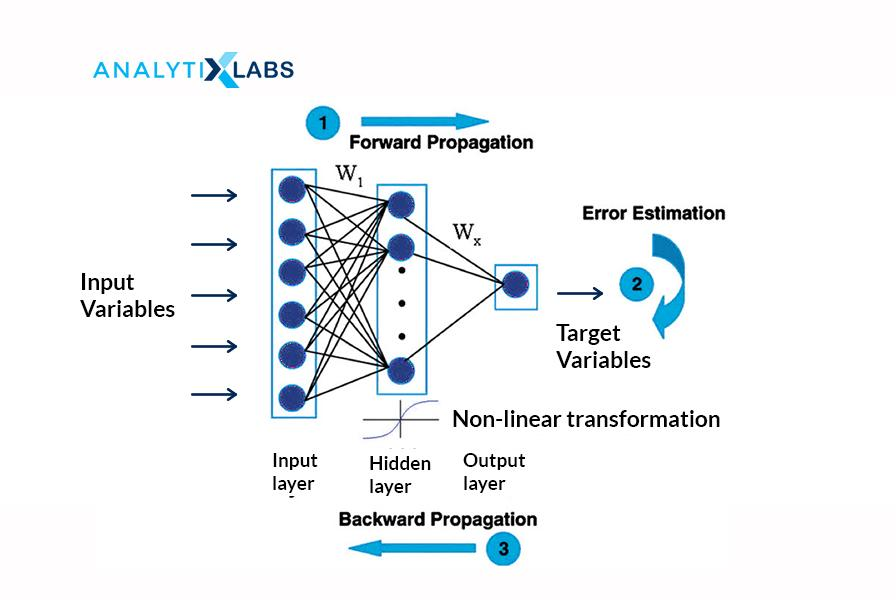 ANALYTIXLABS
1
Forward Propagation
W1
Wx
Error Estimation
2
Input
Variables
Target
Variables
Non-linear transformation
Input
layer
Hidden
layer
Output
layer
Backward Propagation
3